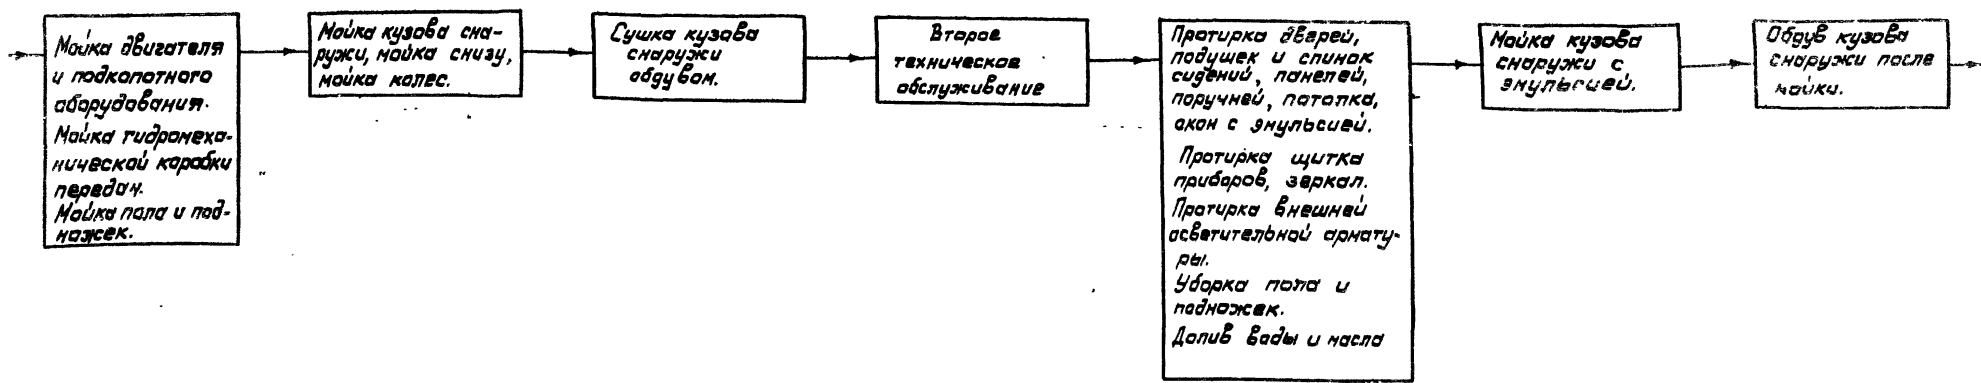 Мойка двигателя
и подкопотного
оборудования.
Мойка гидромеха-
нической коробки
передач.
Мойка пола и под-
ножек.
Мойка кузова сна-
ружи, мойка снизу,
мойка колес.
Сушка кузова
снаружи
обдувом.
Второе
техническое
обслуживание
Протирка дверей,
подушек и спинок
сидений, панелей,
поручней, потолка,
окон с эмульсией.
Протирка щитка
приборов, зеркал.
Протирка внешней
осветительной армату-
ры.
Уборка пола и
подножек.
Долив воды и масла
Мойка кузова
снаружи с
эмульсией.
Обдув кузова
снаружи после
мойки.